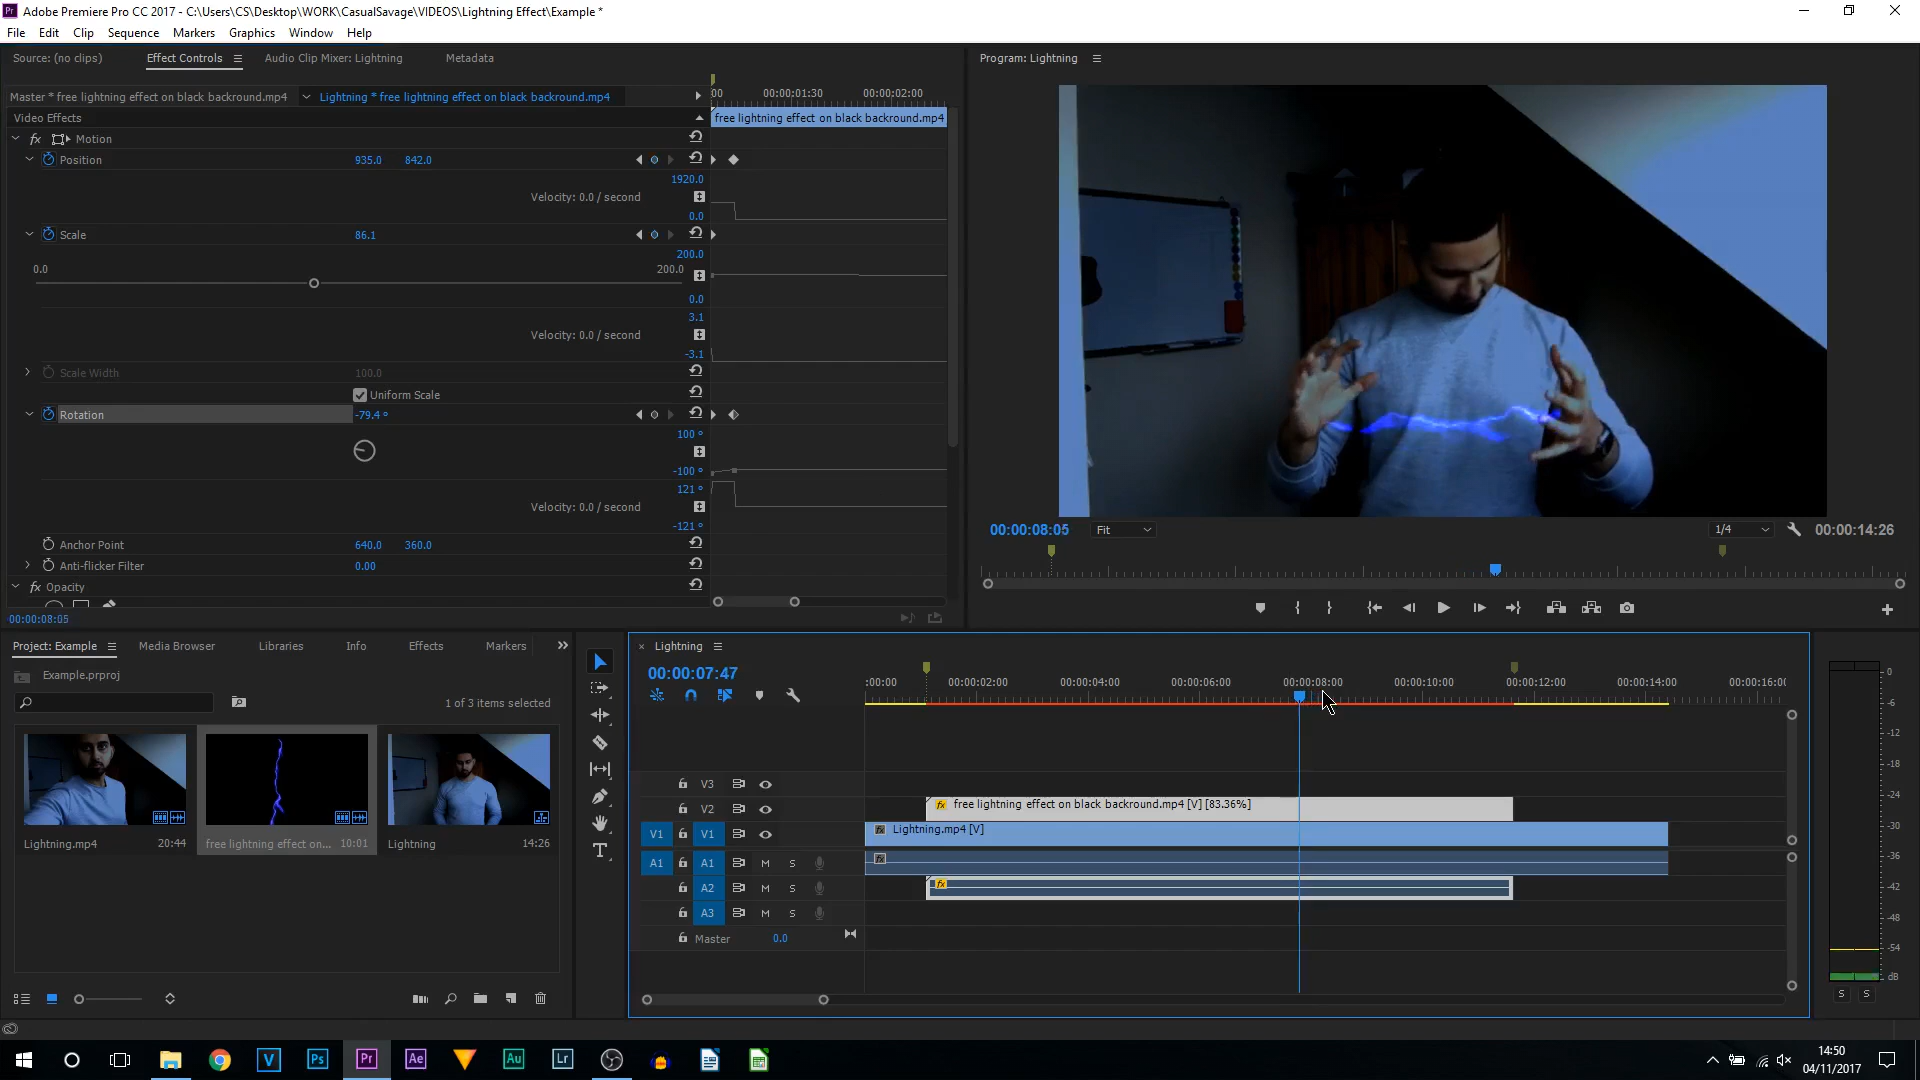 Adobe Premiere Pro CC 2017 - C:\Users\CS\Desktop\WORK\CasualSavage\VIDEOS\Lightning Effect\Example *
File Edit Clip Sequence Markers Graphics Window Help
Source: (no clips) Effect Controls Audio Clip Mixer: Lightning Metadata
Program: Lightning
Master * free lightning effect on black backround.mp4 Lightning * free lightning effect on black backround.mp4
:00 00:00:01:30 00:00:02:00
Video Effects
free lightning effect on black backround.mp4
fx Motion
Position 935.0 842.0
1920.0
Velocity: 0.0 / second
0.0
Scale 86.1
200.0
0.0 200.0
0.0
3.1
Velocity: 0.0 / second
-3.1
Scale Width 100.0
Uniform Scale
Rotation -79.4 °
100 °
-100 °
121 °
Velocity: 0.0 / second
-121 °
Anchor Point 640.0 360.0
Anti-flicker Filter 0.00
fx Opacity
00:00:08:05
00:00:08:05 Fit 1/4 00:00:14:26
Project: Example Media Browser Libraries Info Effects Markers
Example.prproj
1 of 3 items selected
Lightning.mp4 20:44
free lightning effect on... 10:01
Lightning 14:26
× Lightning
00:00:07:47
:00:00 00:00:02:00 00:00:04:00 00:00:06:00 00:00:08:00 00:00:10:00 00:00:12:00 00:00:14:00 00:00:16:00
V3
V2 fx free lightning effect on black backround.mp4 [V] [83.36%]
V1 V1 fx Lightning.mp4 [V]
A1 A1 M S fx
A2 M S fx
A3 M S
Master 0.0
0
-6
-12
-18
-24
-30
-36
-42
-48
-54
dB
S S
V Ps Pr Ae Au Lr
14:50
04/11/2017